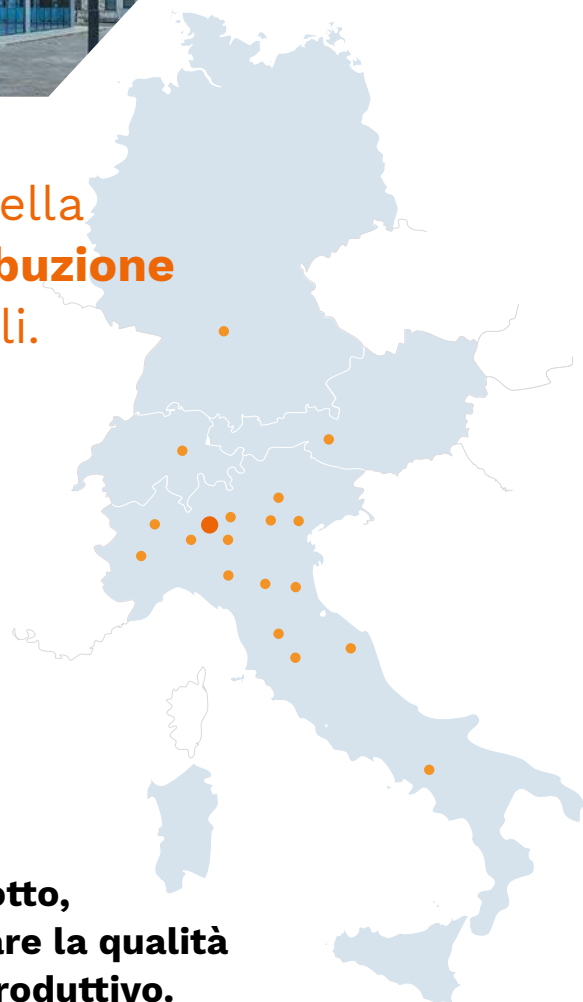 ella
buzione
li.
otto,
are la qualità
roduttivo.